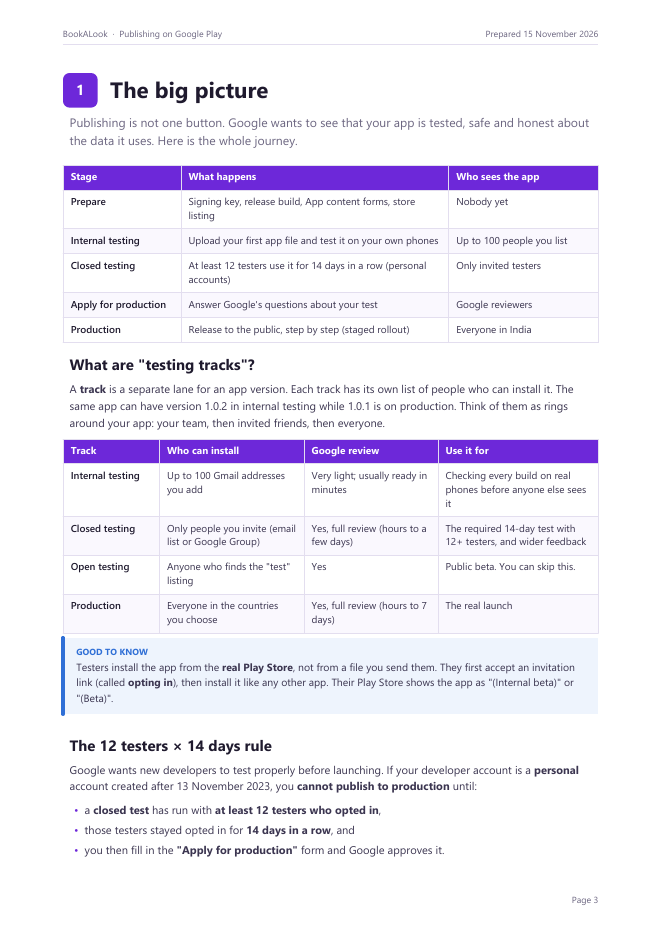 BookALook · Publishing on Google Play
Prepared 15 November 2026
1
The big picture
Publishing is not one button. Google wants to see that your app is tested, safe and honest about
the data it uses. Here is the whole journey.
Stage
What happens
Who sees the app
Prepare
Signing key, release build, App content forms, store
listing
Nobody yet
Internal testing
Upload your first app file and test it on your own phones
Up to 100 people you list
Closed testing
At least 12 testers use it for 14 days in a row (personal
accounts)
Only invited testers
Apply for production
Answer Google's questions about your test
Google reviewers
Production
Release to the public, step by step (staged rollout)
Everyone in India
What are "testing tracks"?
A track is a separate lane for an app version. Each track has its own list of people who can install it. The
same app can have version 1.0.2 in internal testing while 1.0.1 is on production. Think of them as rings
around your app: your team, then invited friends, then everyone.
Track
Who can install
Google review
Use it for
Internal testing
Up to 100 Gmail addresses
you add
Very light; usually ready in
minutes
Checking every build on real
phones before anyone else sees
it
Closed testing
Only people you invite (email
list or Google Group)
Yes, full review (hours to a
few days)
The required 14-day test with
12+ testers, and wider feedback
Open testing
Anyone who finds the "test"
listing
Yes
Public beta. You can skip this.
Production
Everyone in the countries
you choose
Yes, full review (hours to 7
days)
The real launch
GOOD TO KNOW
Testers install the app from the real Play Store, not from a file you send them. They first accept an invitation
link (called opting in), then install it like any other app. Their Play Store shows the app as "(Internal beta)" or
"(Beta)".
The 12 testers × 14 days rule
Google wants new developers to test properly before launching. If your developer account is a personal
account created after 13 November 2023, you cannot publish to production until:
• a closed test has run with at least 12 testers who opted in,
• those testers stayed opted in for 14 days in a row, and
• you then fill in the "Apply for production" form and Google approves it.
Page 3